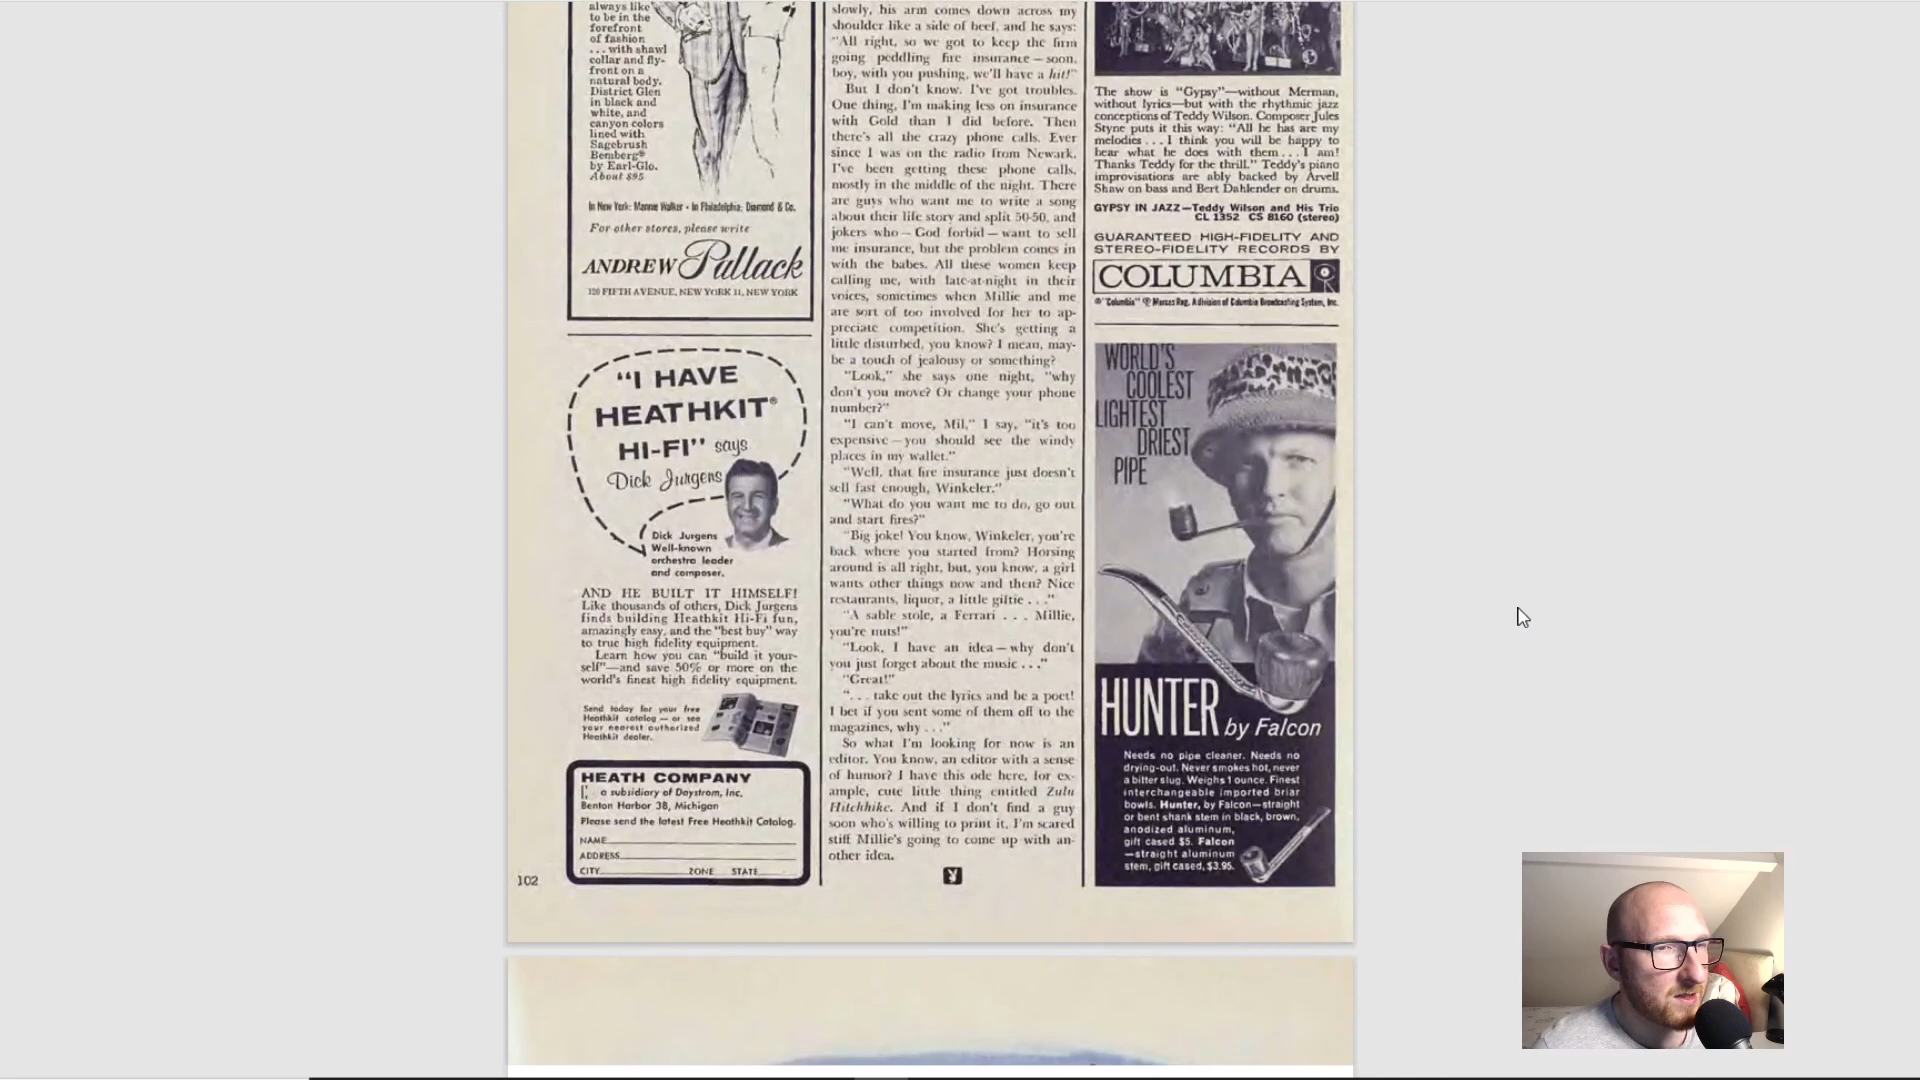 always like
to be in the
forefront
of fashion
... with shawl
collar and fly-
front on a
natural body.
District Glen
in black and
white, and
canyon colors
lined with
Sagebrush
Bemberg®
by Earl-Glo.
About $95
In New York: Mannie Walker • In Philadelphia: Diamond & Co.
For other stores, please write
ANDREW Pallack
120 FIFTH AVENUE, NEW YORK 11, NEW YORK
"I HAVE
HEATHKIT®
HI-FI" says
Dick Jurgens
Dick Jurgens
Well-known
orchestra leader
and composer.
AND HE BUILT IT HIMSELF!
Like thousands of others, Dick Jurgens
finds building Heathkit Hi-Fi fun,
amazingly easy, and the "best buy" way
to true high fidelity equipment.
Learn how you can "build it your-
self"—and save 50% or more on the
world's finest high fidelity equipment.
Send today for your free
Heathkit catalog — or see
your nearest authorized
Heathkit dealer.
HEATH COMPANY
a subsidiary of Daystrom, Inc.
Benton Harbor 38, Michigan
Please send the latest Free Heathkit Catalog.
NAME
ADDRESS
CITY ZONE STATE
102
slowly, his arm comes down across my
shoulder like a side of beef, and he says:
"All right, so we got to keep the firm
going peddling fire insurance — soon,
boy, with you pushing, we'll have a hit!"
But I don't know. I've got troubles.
One thing, I'm making less on insurance
with Gold than I did before. Then
there's all the crazy phone calls. Ever
since I was on the radio from Newark,
I've been getting these phone calls,
mostly in the middle of the night. There
are guys who want me to write a song
about their life story and split 50-50, and
jokers who — God forbid — want to sell
me insurance, but the problem comes in
with the babes. All these women keep
calling me, with late-at-night in their
voices, sometimes when Millie and me
are sort of too involved for her to ap-
preciate competition. She's getting a
little disturbed, you know? I mean, may-
be a touch of jealousy or something?
"Look," she says one night, "why
don't you move? Or change your phone
number?"
"I can't move, Mil," I say, "it's too
expensive — you should see the windy
places in my wallet."
"Well, that fire insurance just doesn't
sell fast enough, Winkeler."
"What do you want me to do, go out
and start fires?"
"Big joke! You know, Winkeler, you're
back where you started from? Horsing
around is all right, but, you know, a girl
wants other things now and then? Nice
restaurants, liquor, a little giftie . . ."
"A sable stole, a Ferrari . . . Millie,
you're nuts!"
"Look, I have an idea — why don't
you just forget about the music . . ."
"Great!"
". . . take out the lyrics and be a poet!
I bet if you sent some of them off to the
magazines, why . . ."
So what I'm looking for now is an
editor. You know, an editor with a sense
of humor? I have this ode here, for ex-
ample, cute little thing entitled Zulu
Hitchhike. And if I don't find a guy
soon who's willing to print it, I'm scared
stiff Millie's going to come up with an-
other idea.
The show is "Gypsy"—without Merman,
without lyrics—but with the rhythmic jazz
conceptions of Teddy Wilson. Composer Jules
Styne puts it this way: "All he has are my
melodies . . . I think you will be happy to
hear what he does with them . . . I am!
Thanks Teddy for the thrill." Teddy's piano
improvisations are ably backed by Arvell
Shaw on bass and Bert Dahlender on drums.
GYPSY IN JAZZ—Teddy Wilson and His Trio
CL 1352 CS 8160 (stereo)
GUARANTEED HIGH-FIDELITY AND
STEREO-FIDELITY RECORDS BY
COLUMBIA
® "Columbia" ® Marcas Reg. A division of Columbia Broadcasting System, Inc.
WORLD'S
COOLEST
LIGHTEST
DRIEST
PIPE
HUNTER by Falcon
Needs no pipe cleaner. Needs no
drying-out. Never smokes hot, never
a bitter slug. Weighs 1 ounce. Finest
interchangeable imported briar
bowls. Hunter, by Falcon—straight
or bent shank stem in black, brown,
anodized aluminum,
gift cased $5. Falcon
—straight aluminum
stem, gift cased, $3.95.